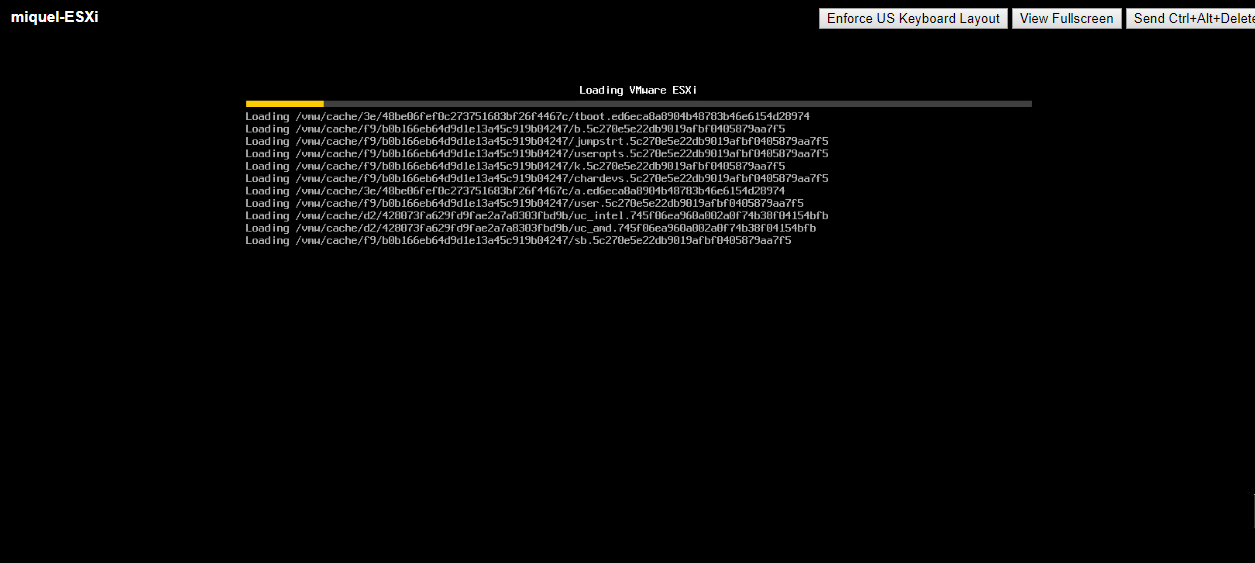 miquel-ESXi
Enforce US Keyboard Layout View Fullscreen Send Ctrl+Alt+Delete
Loading VMware ESXi
Loading /vmw/cache/3e/48be06fef0c273751683bf26f4467c/tboot.ed6eca8a8904b48783b46e6154d28974
Loading /vmw/cache/f9/b0b166eb64d9d1e13a45c919b04247/b.5c270e5e22db9019afbf0405879aa7f5
Loading /vmw/cache/f9/b0b166eb64d9d1e13a45c919b04247/jumpstrt.5c270e5e22db9019afbf0405879aa7f5
Loading /vmw/cache/f9/b0b166eb64d9d1e13a45c919b04247/useropts.5c270e5e22db9019afbf0405879aa7f5
Loading /vmw/cache/f9/b0b166eb64d9d1e13a45c919b04247/k.5c270e5e22db9019afbf0405879aa7f5
Loading /vmw/cache/f9/b0b166eb64d9d1e13a45c919b04247/chardevs.5c270e5e22db9019afbf0405879aa7f5
Loading /vmw/cache/3e/48be06fef0c273751683bf26f4467c/a.ed6eca8a8904b48783b46e6154d28974
Loading /vmw/cache/f9/b0b166eb64d9d1e13a45c919b04247/user.5c270e5e22db9019afbf0405879aa7f5
Loading /vmw/cache/d2/428073fa629fd9fae2a7a8303fbd9b/uc_intel.745f06ea960a002a0f74b38f04154bfb
Loading /vmw/cache/d2/428073fa629fd9fae2a7a8303fbd9b/uc_amd.745f06ea960a002a0f74b38f04154bfb
Loading /vmw/cache/f9/b0b166eb64d9d1e13a45c919b04247/sb.5c270e5e22db9019afbf0405879aa7f5